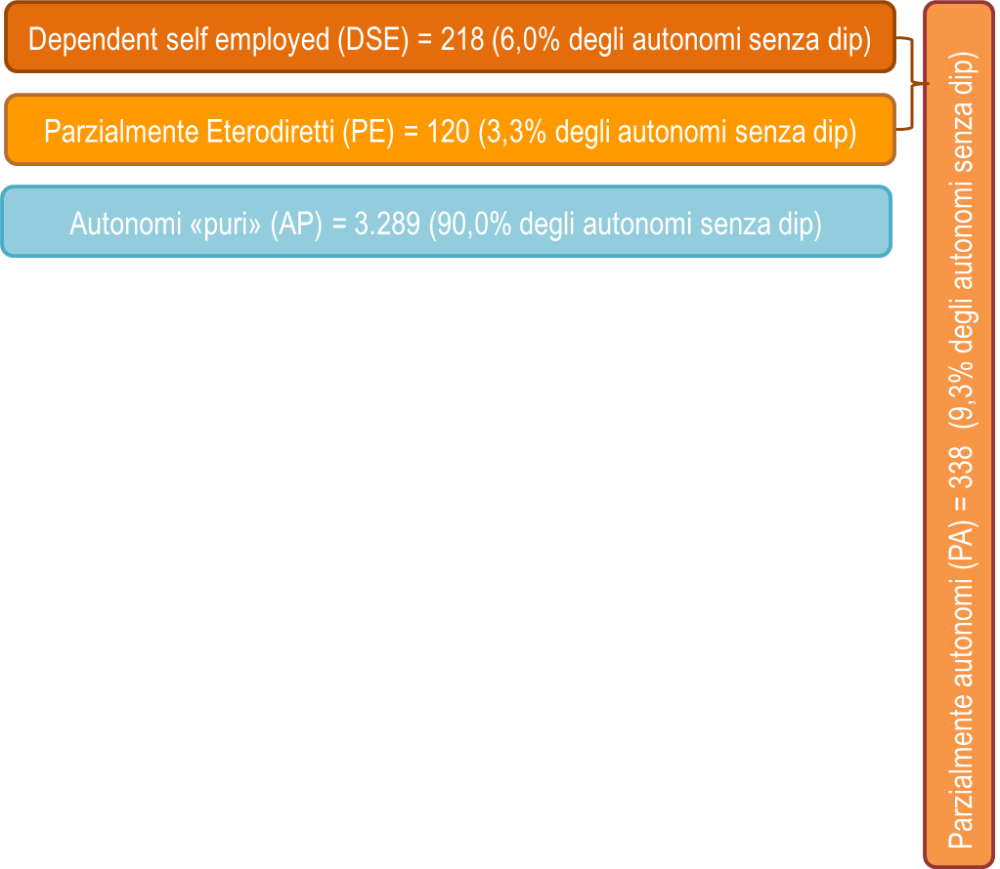 Dependent self employed (DSE) = 218 (6,0% degli autonomi senza dip)
Parzialmente Eterodiretti (PE) = 120 (3,3% degli autonomi senza dip)
Autonomi «puri» (AP) = 3.289 (90,0% degli autonomi senza dip)
Parzialmente autonomi (PA) = 338 (9,3% degli autonomi senza dip)